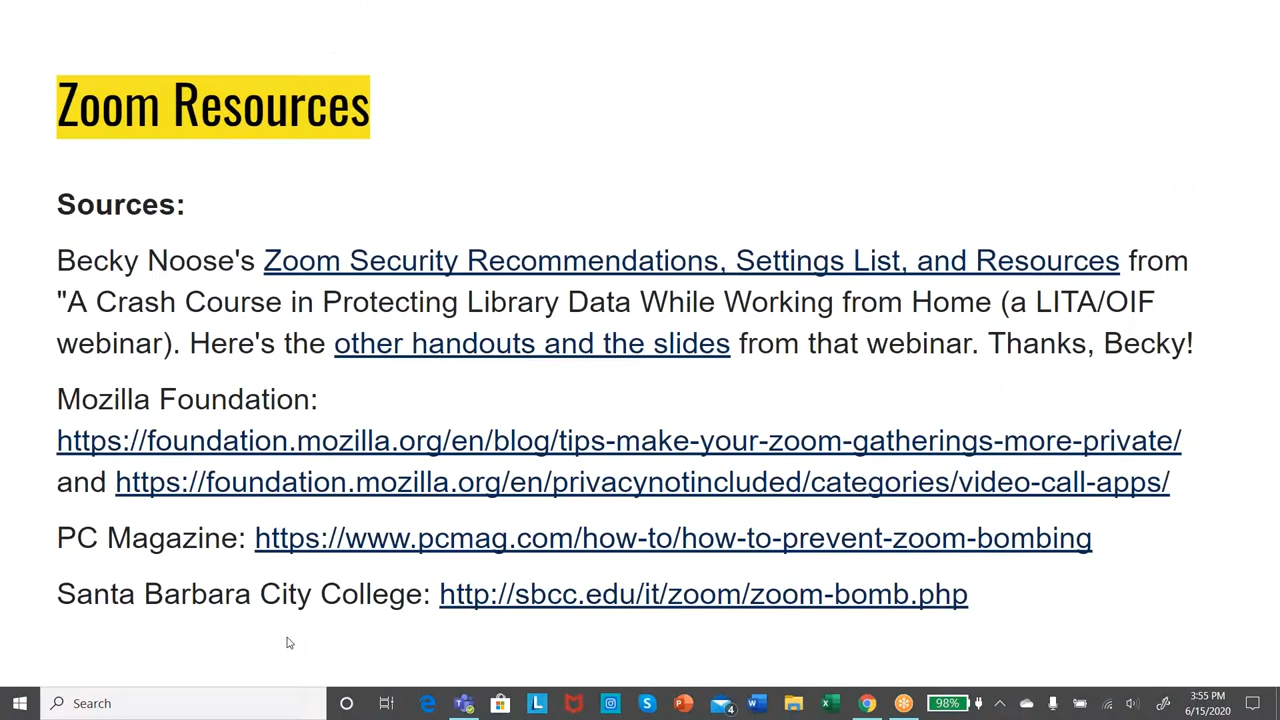 Zoom Resources
Sources:
Becky Noose's Zoom Security Recommendations, Settings List, and Resources from
"A Crash Course in Protecting Library Data While Working from Home (a LITA/OIF
webinar). Here's the other handouts and the slides from that webinar. Thanks, Becky!
Mozilla Foundation:
https://foundation.mozilla.org/en/blog/tips-make-your-zoom-gatherings-more-private/
and https://foundation.mozilla.org/en/privacynotincluded/categories/video-call-apps/
PC Magazine: https://www.pcmag.com/how-to/how-to-prevent-zoom-bombing
Santa Barbara City College: http://sbcc.edu/it/zoom/zoom-bomb.php
Search
L
4
98%
3:55 PM
6/15/2020